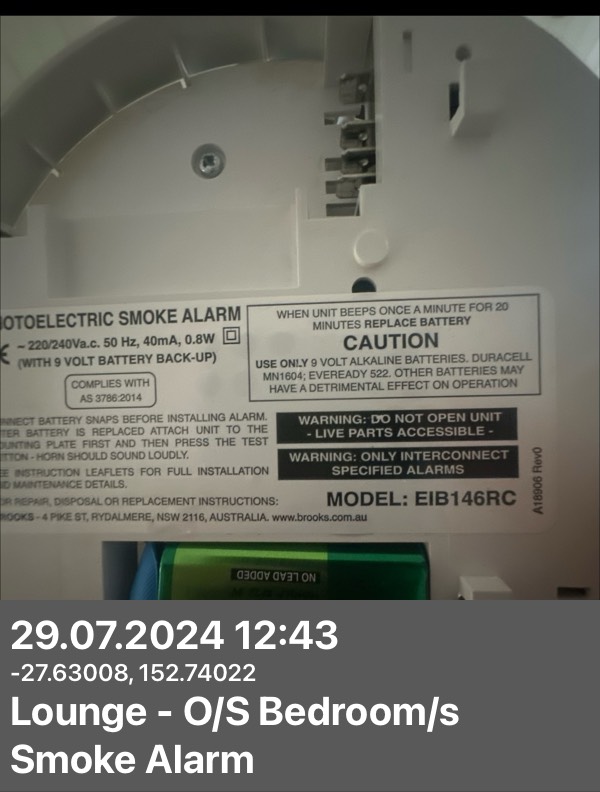 OTOELECTRIC SMOKE ALARM
~ 220/240Va.c. 50 Hz, 40mA, 0.8W
(WITH 9 VOLT BATTERY BACK-UP)
COMPLIES WITH
AS 3786:2014
WHEN UNIT BEEPS ONCE A MINUTE FOR 20
MINUTES REPLACE BATTERY
CAUTION
USE ONLY 9 VOLT ALKALINE BATTERIES. DURACELL
MN1604; EVEREADY 522. OTHER BATTERIES MAY
HAVE A DETRIMENTAL EFFECT ON OPERATION
NNECT BATTERY SNAPS BEFORE INSTALLING ALARM.
TER BATTERY IS REPLACED ATTACH UNIT TO THE
OUNTING PLATE FIRST AND THEN PRESS THE TEST
TTON - HORN SHOULD SOUND LOUDLY.
E INSTRUCTION LEAFLETS FOR FULL INSTALLATION
D MAINTENANCE DETAILS.
WARNING: DO NOT OPEN UNIT
- LIVE PARTS ACCESSIBLE -
WARNING: ONLY INTERCONNECT
SPECIFIED ALARMS
OR REPAIR, DISPOSAL OR REPLACEMENT INSTRUCTIONS:
MODEL: EIB146RC
ROOKS - 4 PIKE ST, RYDALMERE, NSW 2116, AUSTRALIA. www.brooks.com.au
A18906 Rev0
NO LEAD ADDED
29.07.2024 12:43
-27.63008, 152.74022
Lounge - O/S Bedroom/s
Smoke Alarm